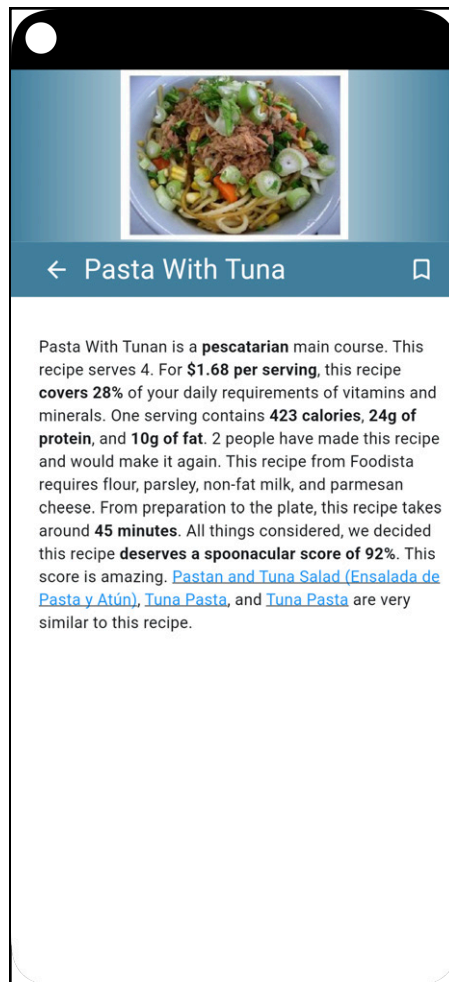 Pasta With Tuna
Pasta With Tunan is a pescatarian main course. This
recipe serves 4. For $1.68 per serving, this recipe
covers 28% of your daily requirements of vitamins and
minerals. One serving contains 423 calories, 24g of
protein, and 10g of fat. 2 people have made this recipe
and would make it again. This recipe from Foodista
requires flour, parsley, non-fat milk, and parmesan
cheese. From preparation to the plate, this recipe takes
around 45 minutes. All things considered, we decided
this recipe deserves a spoonacular score of 92%. This
score is amazing. Pastan and Tuna Salad (Ensalada de
Pasta y Atún), Tuna Pasta, and Tuna Pasta are very
similar to this recipe.